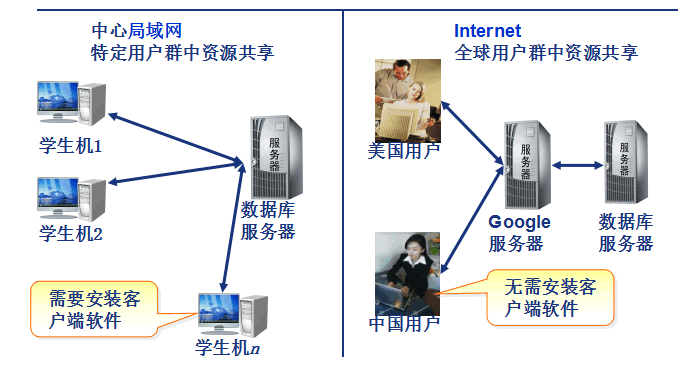 中心局域网
特定用户群中资源共享
学生机1
服务器
数据库
服务器
学生机2
需要安装客
户端软件
学生机n
Internet
全球用户群中资源共享
美国用户
服务器
服务器
Google
服务器
数据库
服务器
无需安装客
户端软件
中国用户